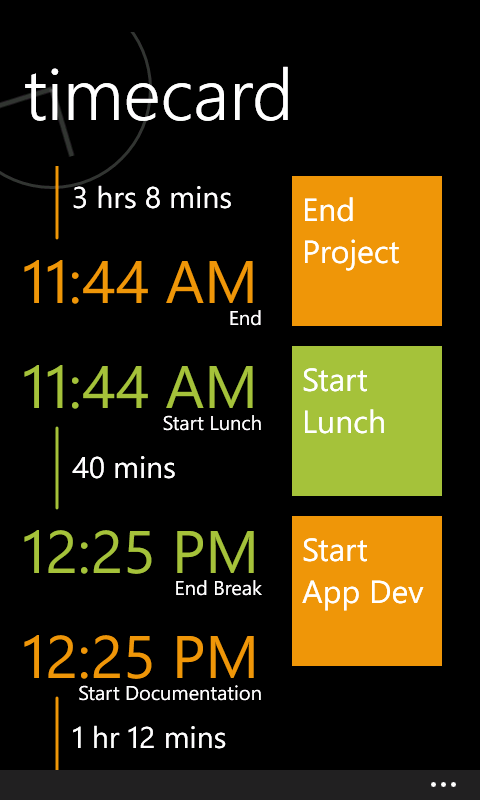 timecard
3 hrs 8 mins
11:44 AM
End
11:44 AM
Start Lunch
40 mins
12:25 PM
End Break
12:25 PM
Start Documentation
1 hr 12 mins
End
Project
Start
Lunch
Start
App Dev